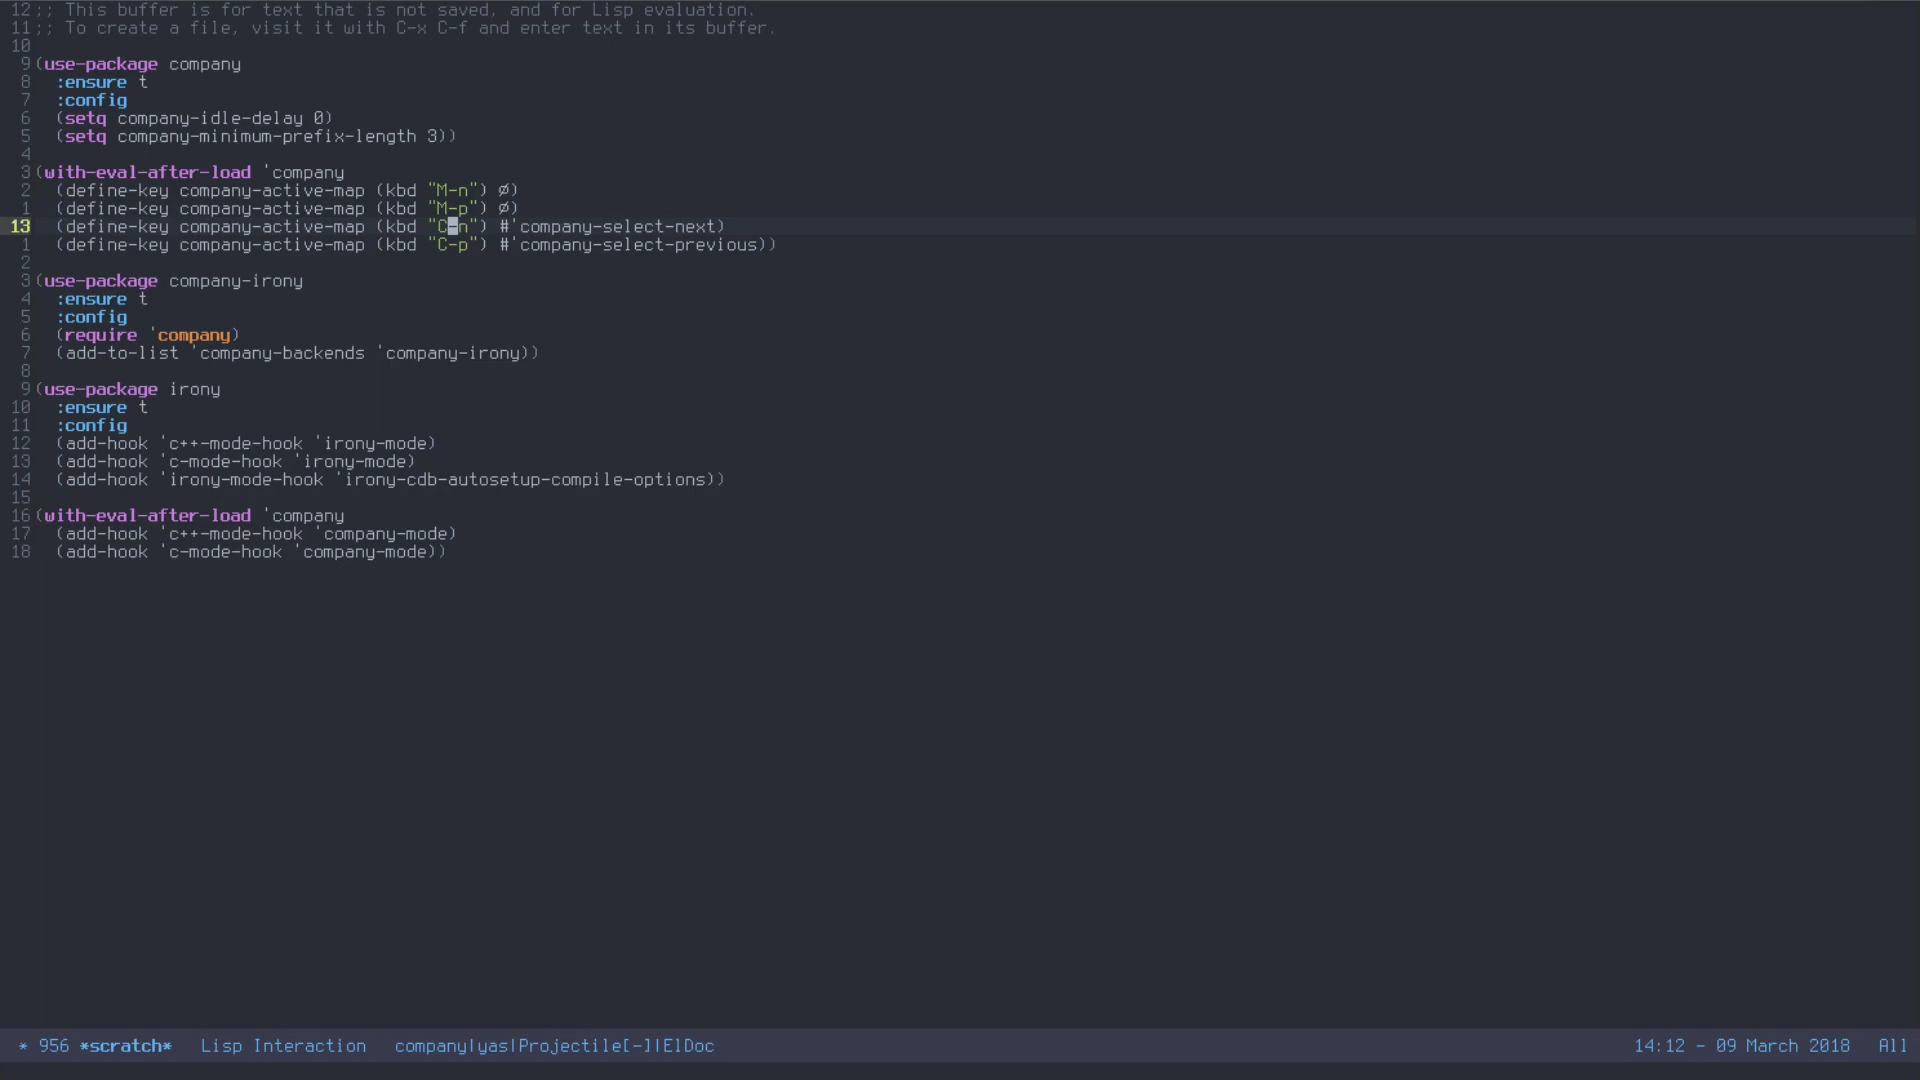 12;; This buffer is for text that is not saved, and for Lisp evaluation.
11;; To create a file, visit it with C-x C-f and enter text in its buffer.
10
9(use-package company
8  :ensure t
7  :config
6  (setq company-idle-delay 0)
5  (setq company-minimum-prefix-length 3))
4
3(with-eval-after-load 'company
2  (define-key company-active-map (kbd "M-n") ∅)
1  (define-key company-active-map (kbd "M-p") ∅)
13  (define-key company-active-map (kbd "C-n") #'company-select-next)
1  (define-key company-active-map (kbd "C-p") #'company-select-previous))
2
3(use-package company-irony
4  :ensure t
5  :config
6  (require 'company)
7  (add-to-list 'company-backends 'company-irony))
8
9(use-package irony
10  :ensure t
11  :config
12  (add-hook 'c++-mode-hook 'irony-mode)
13  (add-hook 'c-mode-hook 'irony-mode)
14  (add-hook 'irony-mode-hook 'irony-cdb-autosetup-compile-options))
15
16(with-eval-after-load 'company
17  (add-hook 'c++-mode-hook 'company-mode)
18  (add-hook 'c-mode-hook 'company-mode))
* 956 *scratch*   Lisp Interaction   company|yas|Projectile[-]|ElDoc   14:12 - 09 March 2018   All